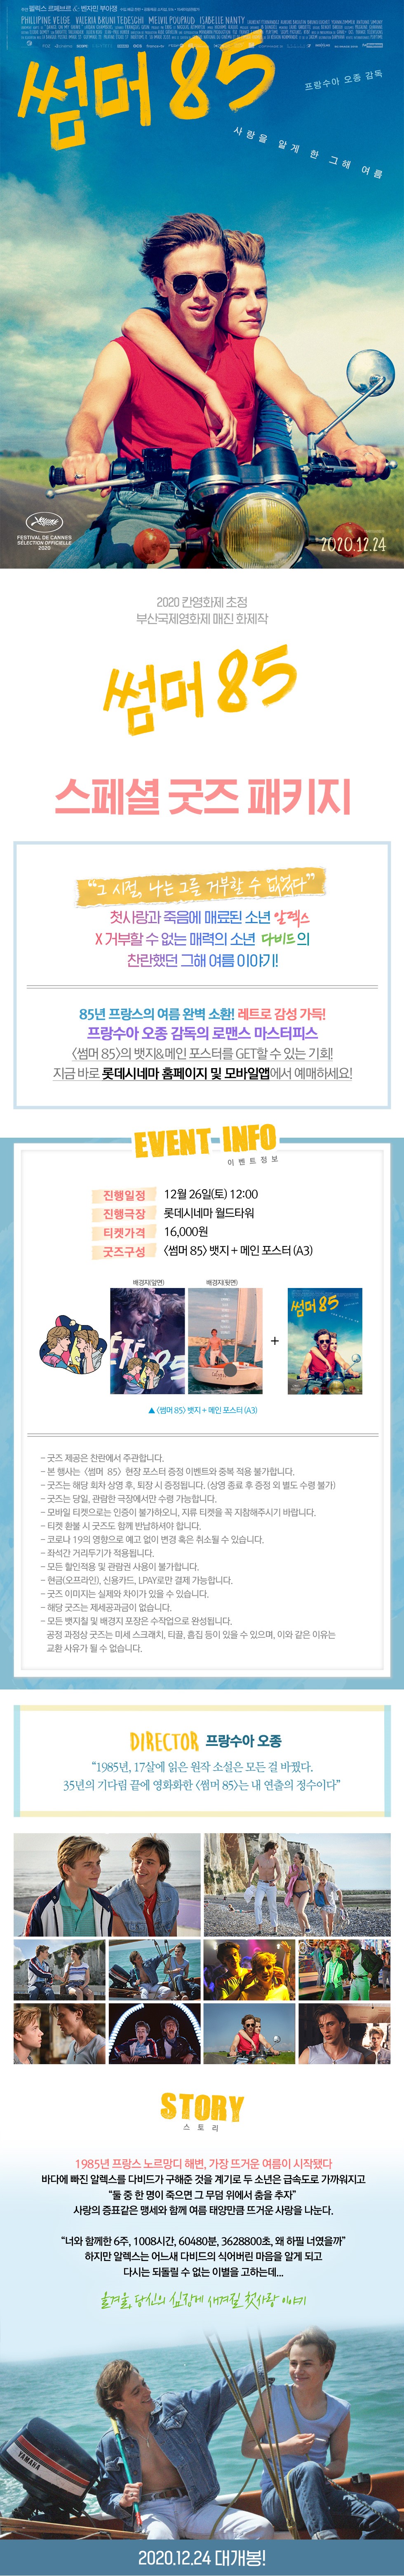 주연 펠릭스 르페브르 & 벵자민 부아쟁
PHILIPPINE VELGE VALERIA BRUNI TEDESCHI MELVIL POUPAUD ISABELLE NANTY
썸머 85
프랑수아 오종 감독
사랑을 알게 한 그해 여름
FESTIVAL DE CANNES
SÉLECTION OFFICIELLE
2020
2020.12.24
2020 칸영화제 초청
부산국제영화제 매진 화제작
썸머 85
스페셜 굿즈 패키지
“그 시절, 나는 그를 거부할 수 없었다”
첫사랑과 죽음에 매료된 소년 알렉스
X 거부할 수 없는 매력의 소년 다비드의
찬란했던 그해 여름 이야기!
85년 프랑스의 여름 완벽 소환! 레트로 감성 가득!
프랑수아 오종 감독의 로맨스 마스터피스
<썸머 85>의 뱃지&메인 포스터를 GET할 수 있는 기회!
지금 바로 롯데시네마 홈페이지 및 모바일앱에서 예매하세요!
EVENT INFO
이벤트정보
진행일정 12월 26일(토) 12:00
진행극장 롯데시네마 월드타워
티켓가격 16,000원
굿즈구성 <썸머 85> 뱃지 + 메인 포스터 (A3)
배경지(앞면) 배경지(뒷면)
ÉTÉ 85
+
썸머 85
▲ <썸머 85> 뱃지 + 메인 포스터 (A3)
- 굿즈 제공은 찬란에서 주관합니다.
- 본 행사는 <썸머 85> 현장 포스터 증정 이벤트와 중복 적용 불가합니다.
- 굿즈는 해당 회차 상영 후, 퇴장 시 증정됩니다. (상영 종료 후 증정 외 별도 수령 불가)
- 굿즈는 당일, 관람한 극장에서만 수령 가능합니다.
- 모바일 티켓으로는 인증이 불가하오니, 지류 티켓을 꼭 지참해주시기 바랍니다.
- 티켓 환불 시 굿즈도 함께 반납하셔야 합니다.
- 코로나 19의 영향으로 예고 없이 변경 혹은 취소될 수 있습니다.
- 좌석간 거리두기가 적용됩니다.
- 모든 할인적용 및 관람권 사용이 불가합니다.
- 현금(오프라인), 신용카드, L.PAY로만 결제 가능합니다.
- 굿즈 이미지는 실제와 차이가 있을 수 있습니다.
- 해당 굿즈는 제세공과금이 없습니다.
- 모든 뱃지칠 및 배경지 포장은 수작업으로 완성됩니다.
공정 과정상 굿즈는 미세 스크래치, 타끌, 흠집 등이 있을 수 있으며, 이와 같은 이유는
교환 사유가 될 수 없습니다.
DIRECTOR 프랑수아 오종
“1985년, 17살에 읽은 원작 소설은 모든 걸 바꿨다.
35년의 기다림 끝에 영화화한 <썸머 85>는 내 연출의 정수이다”
STORY
스토리
1985년 프랑스 노르망디 해변, 가장 뜨거운 여름이 시작됐다
바다에 빠진 알렉스를 다비드가 구해준 것을 계기로 두 소년은 급속도로 가까워지고
“둘 중 한 명이 죽으면 그 무덤 위에서 춤을 추자”
사랑의 증표같은 맹세와 함께 여름 태양만큼 뜨거운 사랑을 나눈다.
“너와 함께한 6주, 1008시간, 60480분, 3628800초, 왜 하필 너였을까”
하지만 알렉스는 어느새 다비드의 식어버린 마음을 알게 되고
다시는 되돌릴 수 없는 이별을 고하는데...
올겨울, 당신의 심장에 새겨질 첫사랑 이야기
YAMAHA
2020.12.24 대개봉!